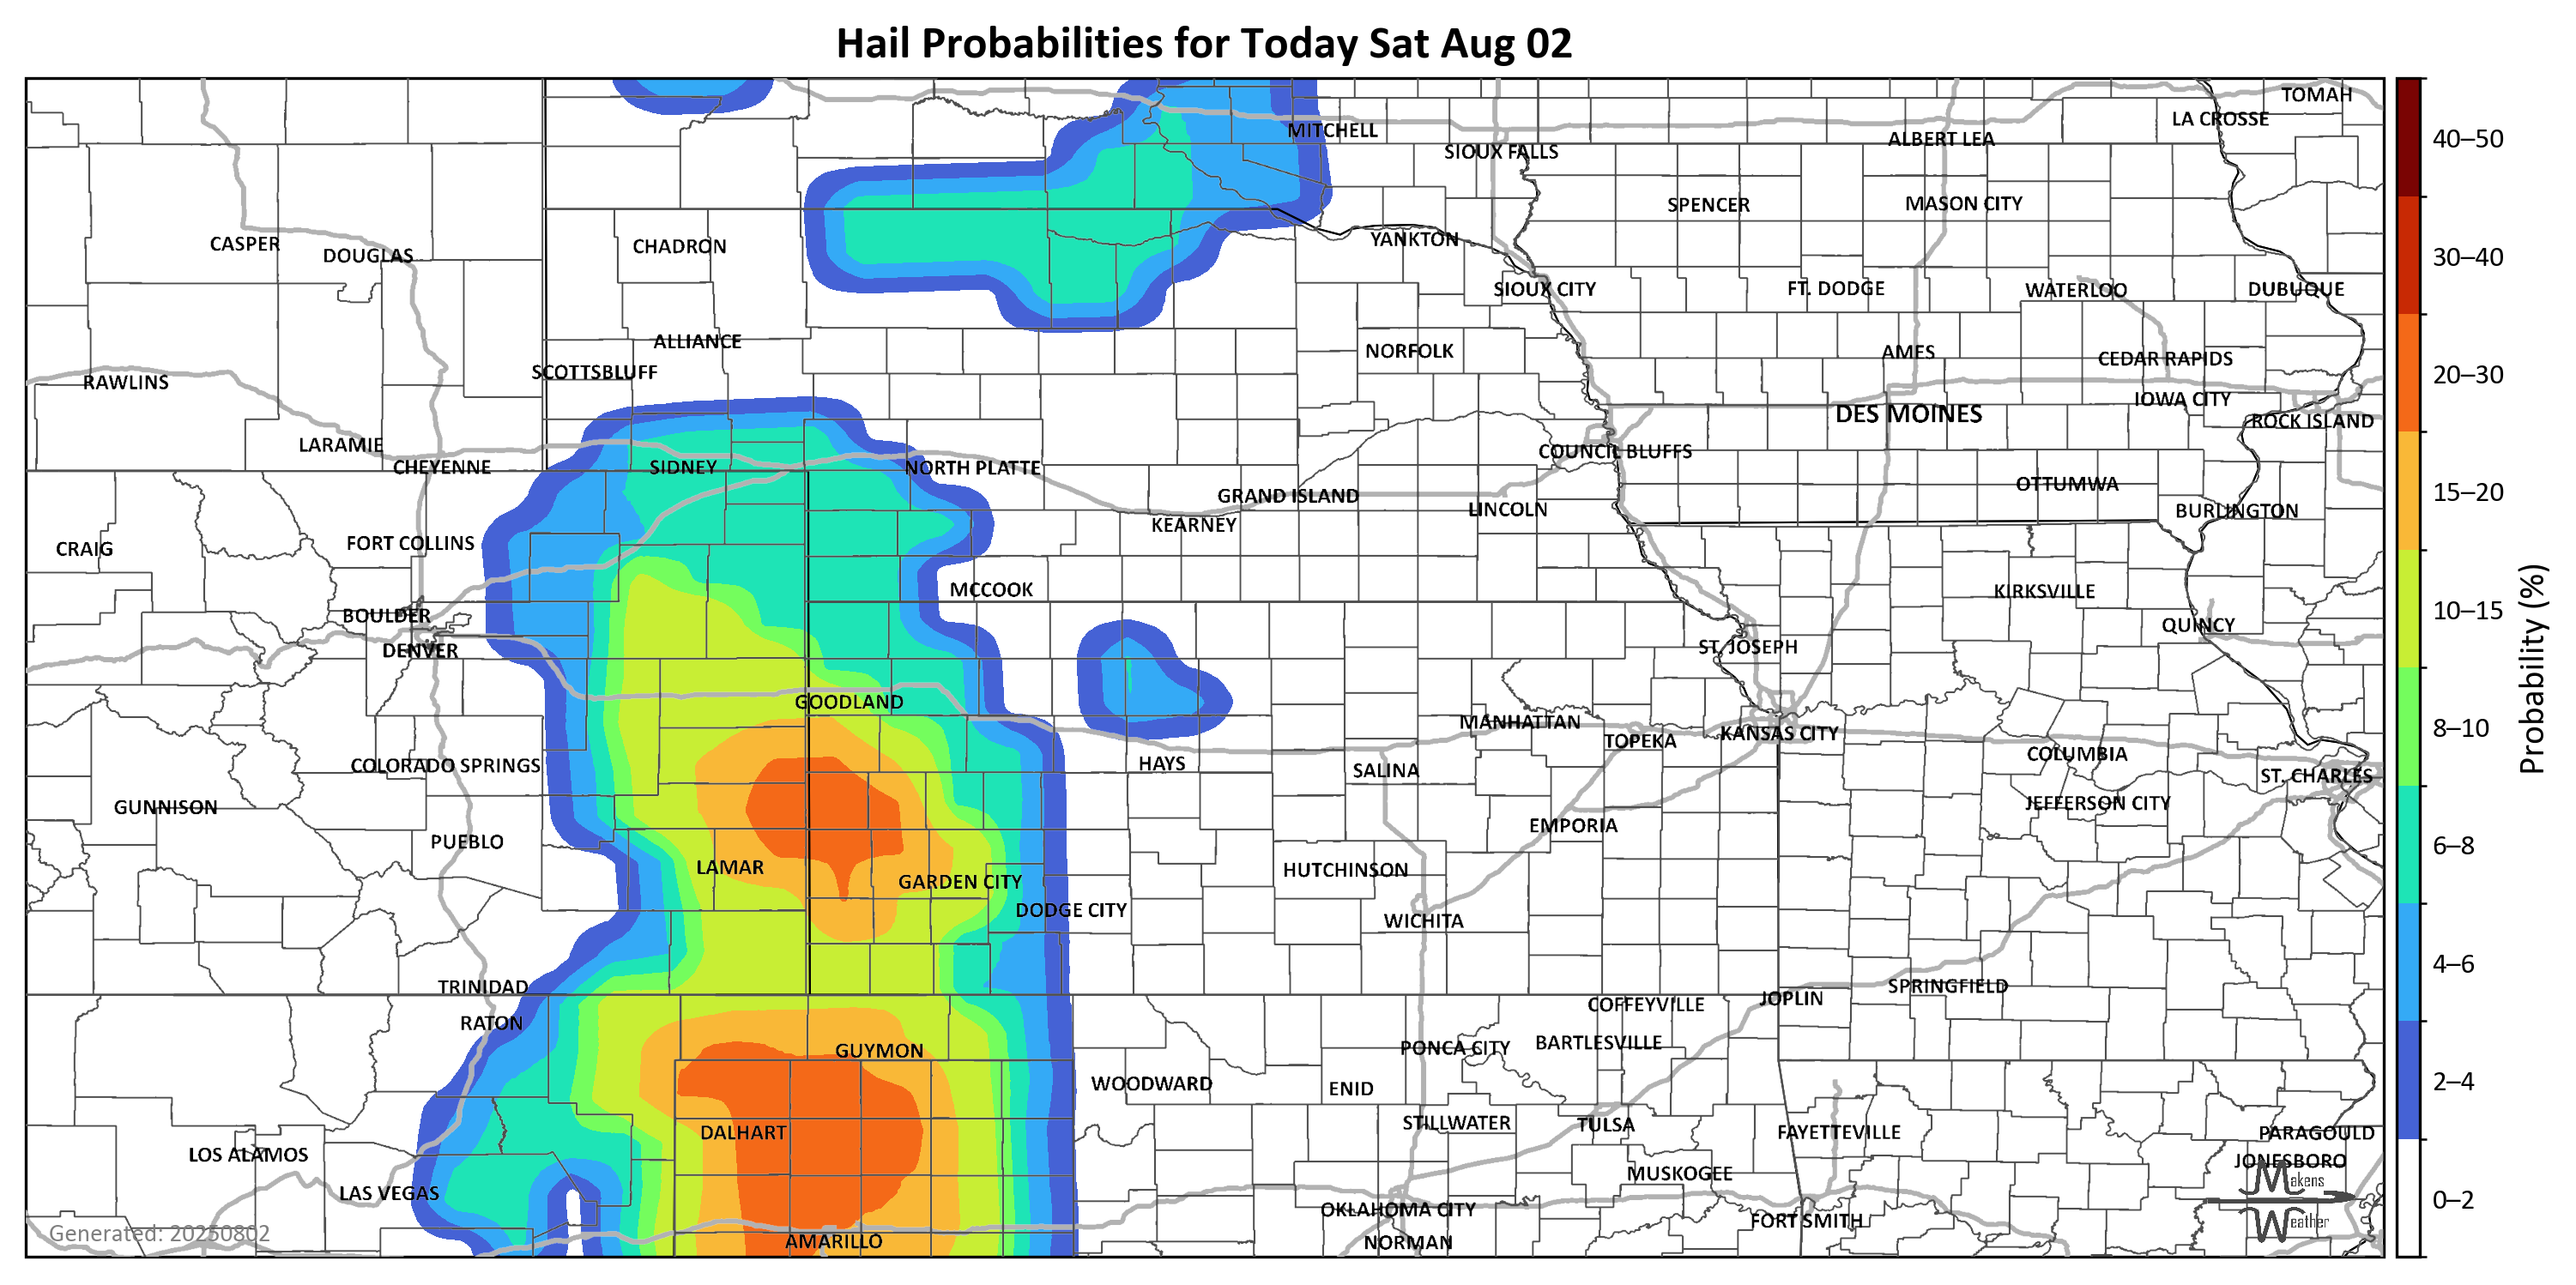 Hail Probabilities for Today Sat Aug 02
TOMAH
LA CROSSE
MITCHELL
ALBERT LEA
SIOUX FALLS
SPENCER
MASON CITY
CASPER
DOUGLAS
CHADRON
YANKTON
SIOUX CITY
FT. DODGE
WATERLOO
DUBUQUE
ALLIANCE
NORFOLK
AMES
CEDAR RAPIDS
SCOTTSBLUFF
RAWLINS
IOWA CITY
DES MOINES
ROCK ISLAND
LARAMIE
COUNCIL BLUFFS
CHEYENNE
SIDNEY
NORTH PLATTE
OTTUMWA
GRAND ISLAND
LINCOLN
BURLINGTON
KEARNEY
CRAIG
FORT COLLINS
MCCOOK
KIRKSVILLE
BOULDER
QUINCY
DENVER
ST. JOSEPH
GOODLAND
MANHATTAN
TOPEKA
KANSAS CITY
COLUMBIA
COLORADO SPRINGS
HAYS
SALINA
ST. CHARLES
GUNNISON
JEFFERSON CITY
EMPORIA
PUEBLO
LAMAR
HUTCHINSON
GARDEN CITY
DODGE CITY
WICHITA
TRINIDAD
SPRINGFIELD
JOPLIN
COFFEYVILLE
RATON
GUYMON
PONCA CITY
BARTLESVILLE
WOODWARD
ENID
STILLWATER
TULSA
DALHART
FAYETTEVILLE
PARAGOULD
LOS ALAMOS
JONESBORO
MUSKOGEE
LAS VEGAS
OKLAHOMA CITY
FORT SMITH
AMARILLO
NORMAN
Generated: 20250802
Makens
Weather
40–50
30–40
20–30
15–20
10–15
8–10
6–8
4–6
2–4
0–2
Probability (%)